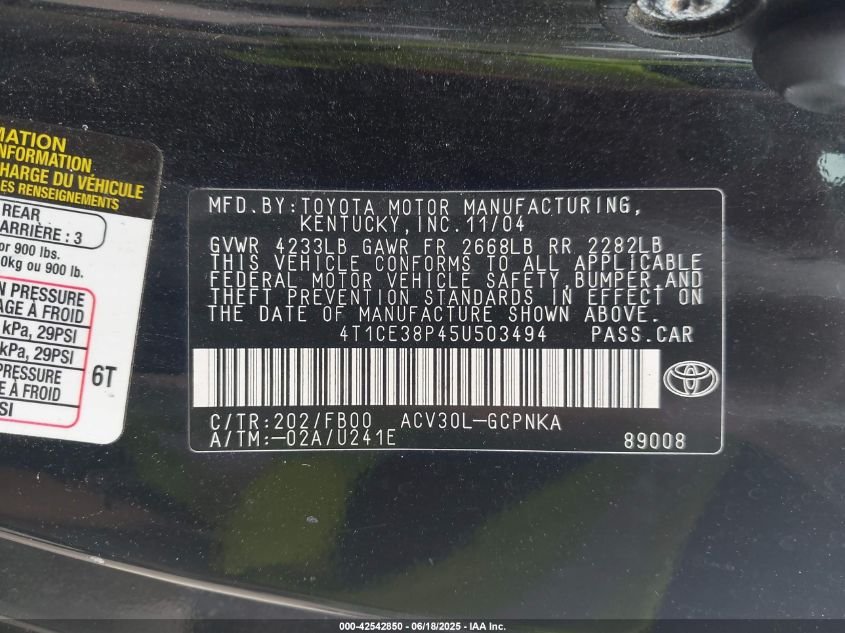 MATION
NFORMATION
CHARGE DU VÉHICULE
LES RENSEIGNEMENTS
REAR
ARRIÈRE : 3
or 900 lbs.
0kg ou 900 lb.
N PRESSURE
AGE À FROID
kPa, 29PSI
kPa, 29PSI
PRESSURE
E À FROID
SI
6T
MFD.BY:TOYOTA MOTOR MANUFACTURING,
KENTUCKY,INC.11/04
GVWR 4233LB GAWR FR 2668LB RR 2282LB
THIS VEHICLE CONFORMS TO ALL APPLICABLE
FEDERAL MOTOR VEHICLE SAFETY,BUMPER,AND
THEFT PREVENTION STANDARDS IN EFFECT ON
THE DATE OF MANUFACTURE SHOWN ABOVE.
4T1CE38P45U503494 PASS.CAR
C/TR:202/FB00 ACV30L-GCPNKA
A/TM:-02A/U241E 89008
000-42542850 - 06/18/2025 - IAA Inc.